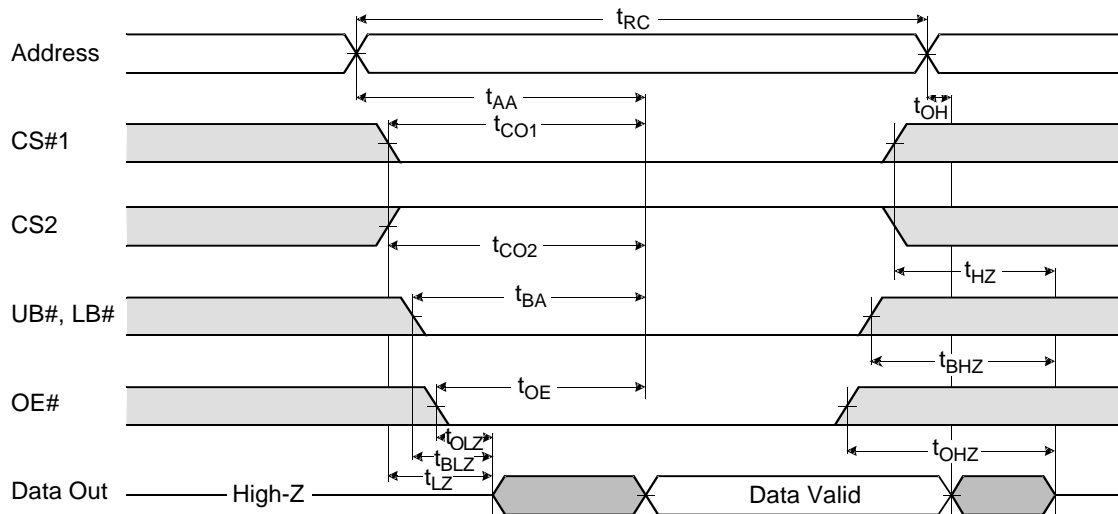 tRC
Address
tAA
tOH
tCO1
CS#1
CS2
tCO2
tHZ
tBA
UB#, LB#
tBHZ
tOE
OE#
tOLZ
tOHZ
tBLZ
tLZ
Data Out High-Z Data Valid